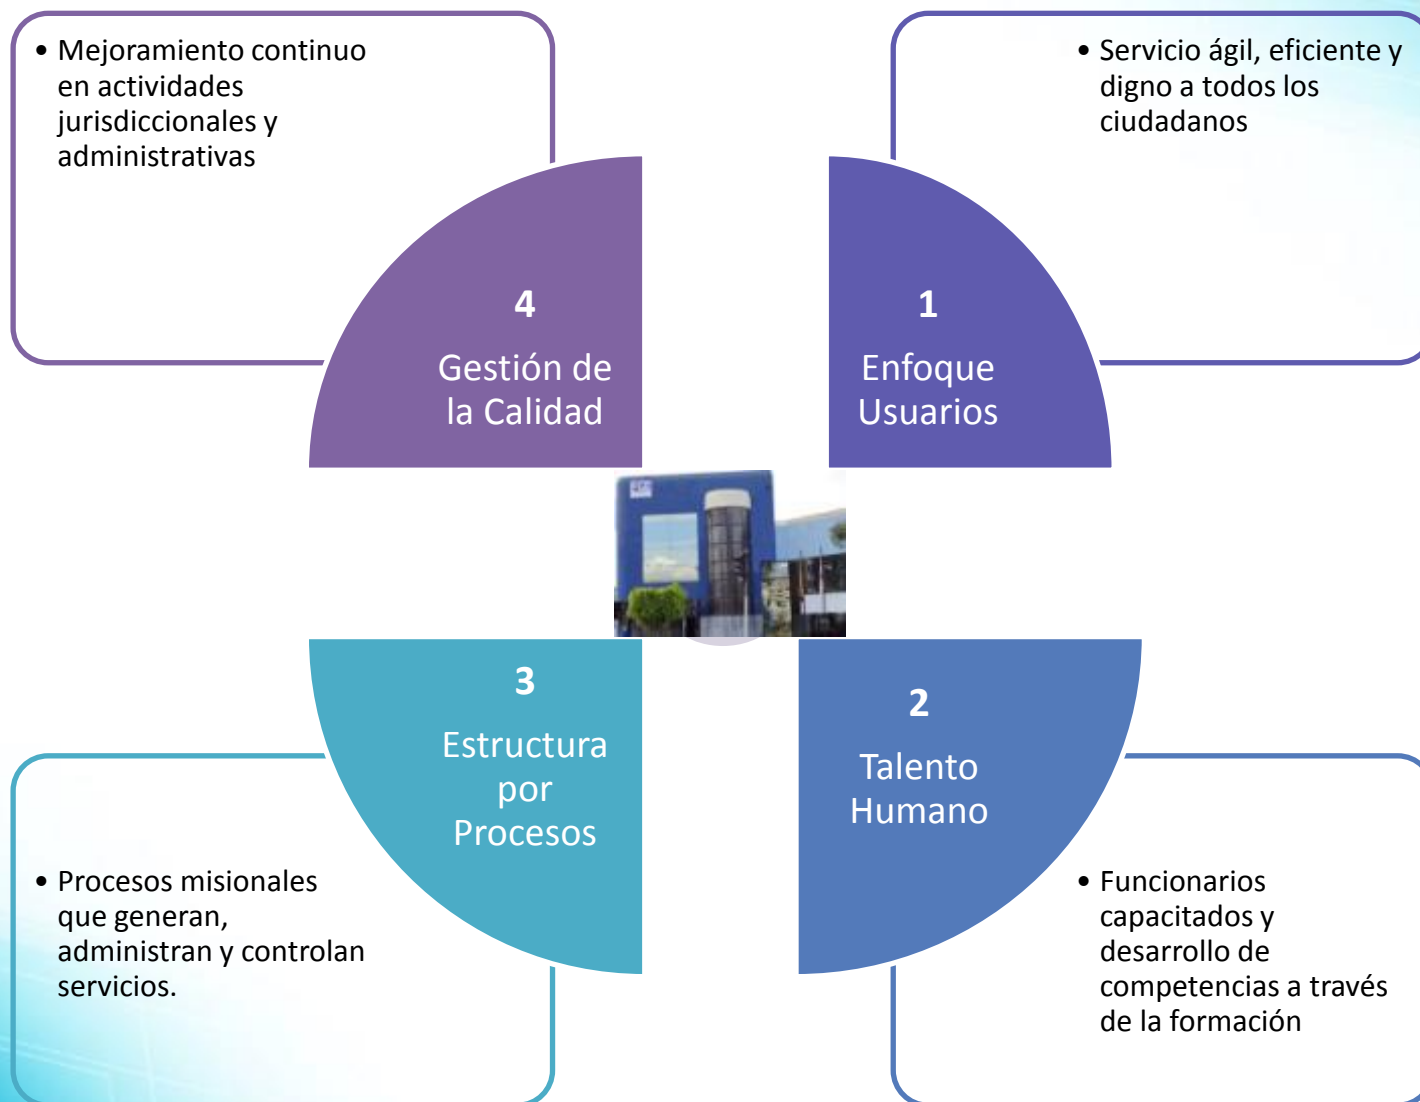 • Mejoramiento continuo
en actividades
jurisdiccionales y
administrativas
• Servicio ágil, eficiente y
digno a todos los
ciudadanos
4
Gestión de
la Calidad
1
Enfoque
Usuarios
3
Estructura
por
Procesos
2
Talento
Humano
• Procesos misionales
que generan,
administran y controlan
servicios.
• Funcionarios
capacitados y
desarrollo de
competencias a través
de la formación